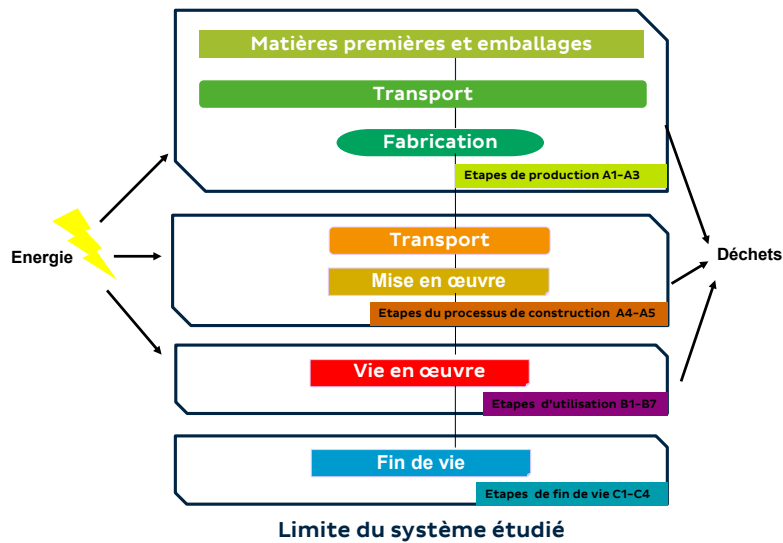 Matières premières et emballages
Transport
Fabrication
Etapes de production A1-A3
Energie
Transport
Déchets
Mise en œuvre
Etapes du processus de construction A4-A5
Vie en œuvre
Etapes d'utilisation B1-B7
Fin de vie
Etapes de fin de vie C1-C4
Limite du système étudié